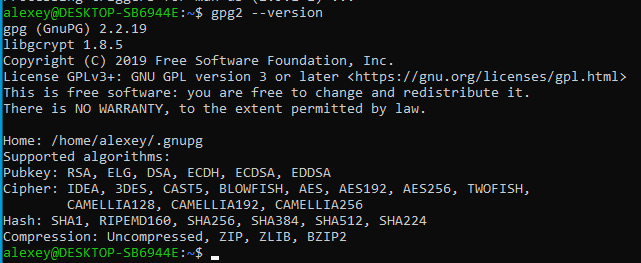 alexey@DESKTOP-SB6944E:~$ gpg2 --version
gpg (GnuPG) 2.2.19
libgcrypt 1.8.5
Copyright (C) 2019 Free Software Foundation, Inc.
License GPLv3+: GNU GPL version 3 or later <https://gnu.org/licenses/gpl.html>
This is free software: you are free to change and redistribute it.
There is NO WARRANTY, to the extent permitted by law.

Home: /home/alexey/.gnupg
Supported algorithms:
Pubkey: RSA, ELG, DSA, ECDH, ECDSA, EDDSA
Cipher: IDEA, 3DES, CAST5, BLOWFISH, AES, AES192, AES256, TWOFISH,
        CAMELLIA128, CAMELLIA192, CAMELLIA256
Hash: SHA1, RIPEMD160, SHA256, SHA384, SHA512, SHA224
Compression: Uncompressed, ZIP, ZLIB, BZIP2
alexey@DESKTOP-SB6944E:~$